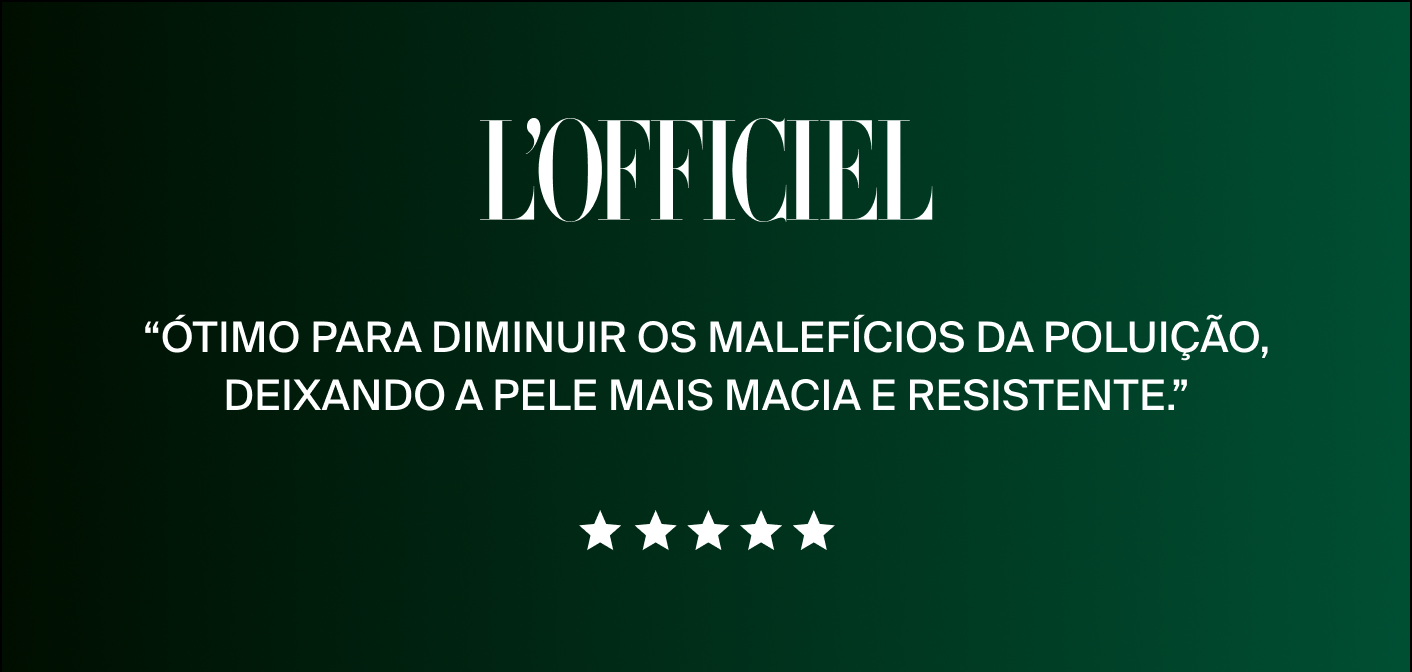 L'OFFICIEL
“ÓTIMO PARA DIMINUIR OS MALEFÍCIOS DA POLUIÇÃO,
DEIXANDO A PELE MAIS MACIA E RESISTENTE.”